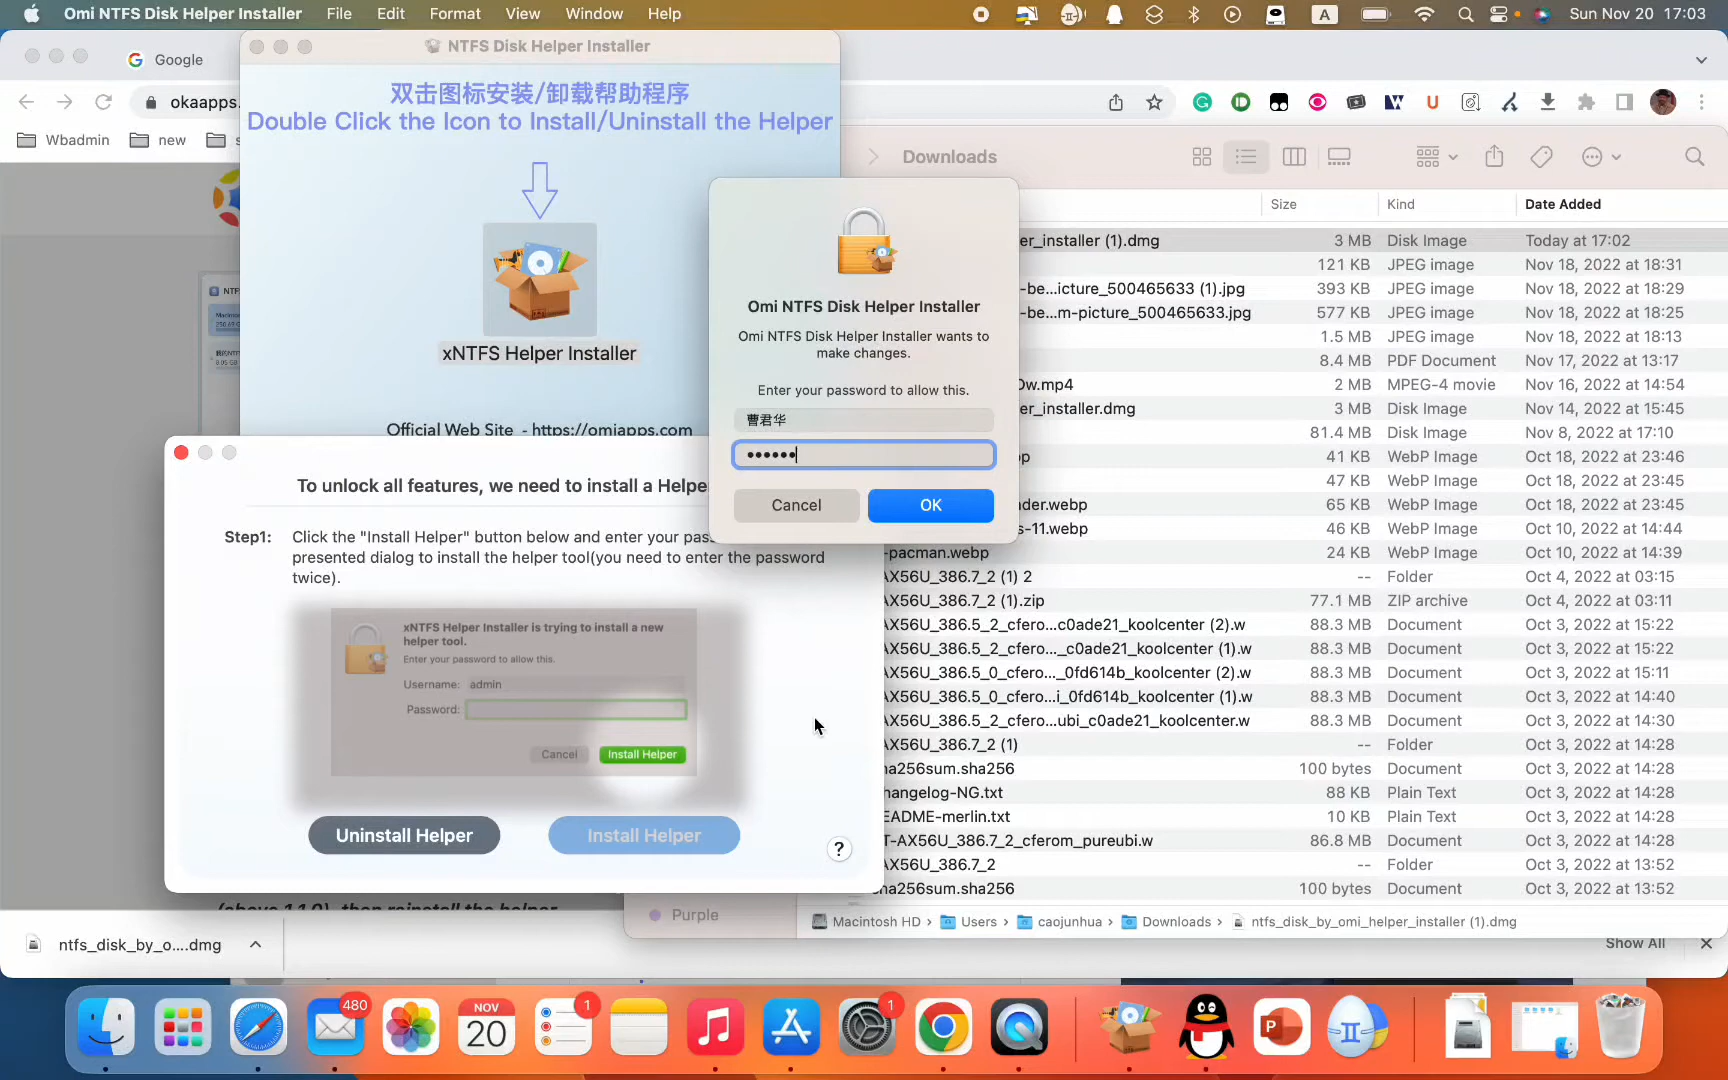 Omi NTFS Disk Helper Installer File Edit Format View Window Help A Sun Nov 20 17:03
Google
okaapps.
Wbadmin new s
NTFS Disk Helper Installer
双击图标安装/卸载帮助程序
Double Click the Icon to Install/Uninstall the Helper
xNTFS Helper Installer
Official Web Site - https://omiapps.com
Omi NTFS Disk Helper Installer
Omi NTFS Disk Helper Installer wants to
make changes.
Enter your password to allow this.
曹君华
••••••
Cancel OK
To unlock all features, we need to install a Helpe
Step1: Click the "Install Helper" button below and enter your pas
presented dialog to install the helper tool(you need to enter the password
twice).
xNTFS Helper Installer is trying to install a new
helper tool.
Enter your password to allow this.
Username: admin
Password:
Cancel Install Helper
Uninstall Helper Install Helper ?
Downloads
Size Kind Date Added
er_installer (1).dmg 3 MB Disk Image Today at 17:02
121 KB JPEG image Nov 18, 2022 at 18:31
-be...icture_500465633 (1).jpg 393 KB JPEG image Nov 18, 2022 at 18:29
-be...m-picture_500465633.jpg 577 KB JPEG image Nov 18, 2022 at 18:25
1.5 MB JPEG image Nov 18, 2022 at 18:13
8.4 MB PDF Document Nov 17, 2022 at 13:17
Ow.mp4 2 MB MPEG-4 movie Nov 16, 2022 at 14:54
er_installer.dmg 3 MB Disk Image Nov 14, 2022 at 15:45
81.4 MB Disk Image Nov 8, 2022 at 17:10
op 41 KB WebP Image Oct 18, 2022 at 23:46
47 KB WebP Image Oct 18, 2022 at 23:45
der.webp 65 KB WebP Image Oct 18, 2022 at 23:45
s-11.webp 46 KB WebP Image Oct 10, 2022 at 14:44
-pacman.webp 24 KB WebP Image Oct 10, 2022 at 14:39
AX56U_386.7_2 (1) 2 -- Folder Oct 4, 2022 at 03:15
AX56U_386.7_2 (1).zip 77.1 MB ZIP archive Oct 4, 2022 at 03:11
AX56U_386.5_2_cfero...c0ade21_koolcenter (2).w 88.3 MB Document Oct 3, 2022 at 15:22
AX56U_386.5_2_cfero..._c0ade21_koolcenter (1).w 88.3 MB Document Oct 3, 2022 at 15:22
AX56U_386.5_0_cfero..._0fd614b_koolcenter (2).w 88.3 MB Document Oct 3, 2022 at 15:11
AX56U_386.5_0_cfero...i_0fd614b_koolcenter (1).w 88.3 MB Document Oct 3, 2022 at 14:40
AX56U_386.5_2_cfero...ubi_c0ade21_koolcenter.w 88.3 MB Document Oct 3, 2022 at 14:30
AX56U_386.7_2 (1) -- Folder Oct 3, 2022 at 14:28
ha256sum.sha256 100 bytes Document Oct 3, 2022 at 14:28
hangelog-NG.txt 88 KB Plain Text Oct 3, 2022 at 14:28
EADME-merlin.txt 10 KB Plain Text Oct 3, 2022 at 14:28
T-AX56U_386.7_2_cferom_pureubi.w 86.8 MB Document Oct 3, 2022 at 14:28
AX56U_386.7_2 -- Folder Oct 3, 2022 at 13:52
ha256sum.sha256 100 bytes Document Oct 3, 2022 at 13:52
Purple Macintosh HD › Users › caojunhua › Downloads › ntfs_disk_by_omi_helper_installer (1).dmg
ntfs_disk_by_o....dmg Show All
480 NOV 20 1 1 P